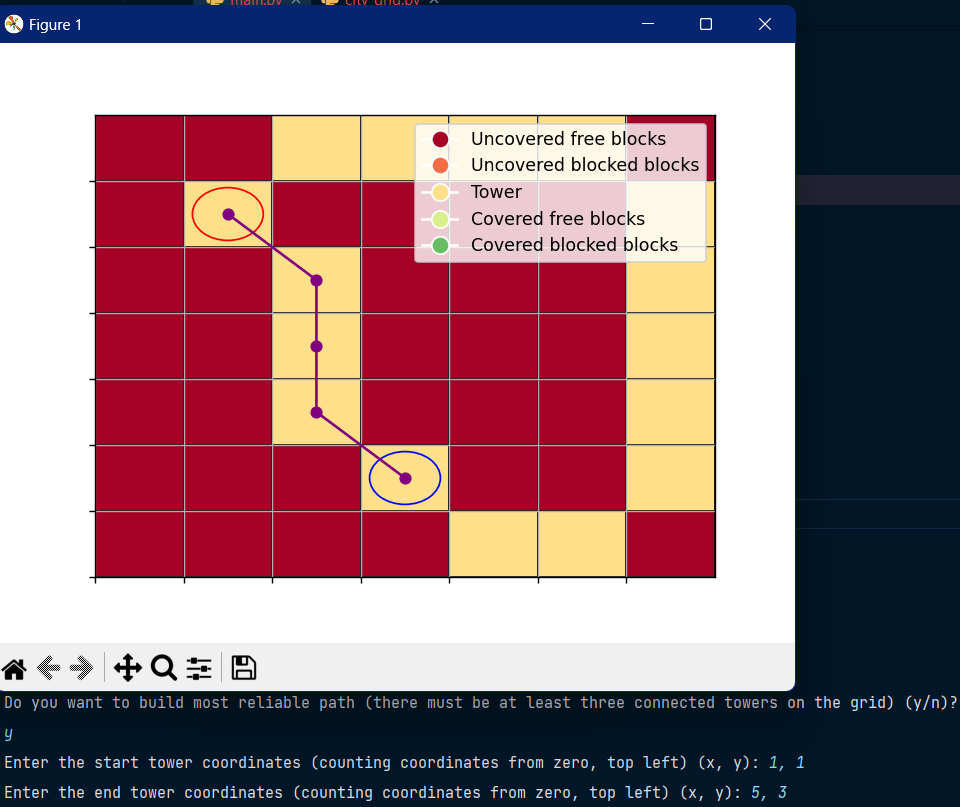 main.py
city_grid.py
Figure 1
Uncovered free blocks
Uncovered blocked blocks
Tower
Covered free blocks
Covered blocked blocks
Do you want to build most reliable path (there must be at least three connected towers on the grid) (y/n)?
y
Enter the start tower coordinates (counting coordinates from zero, top left) (x, y): 1, 1
Enter the end tower coordinates (counting coordinates from zero, top left) (x, y): 5, 3